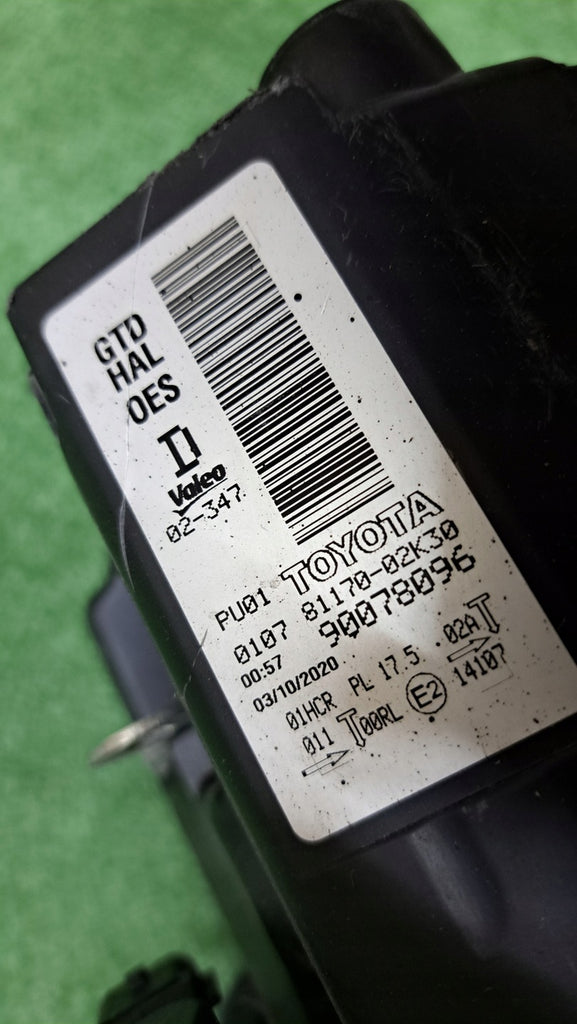 GTD
HAL
OES
Valeo
02-347
PU01 TOYOTA
0107 81170-02K30
00:57 90078096
03/10/2020
01HCR PL 17.5 .02A
011 00RL E2 14107